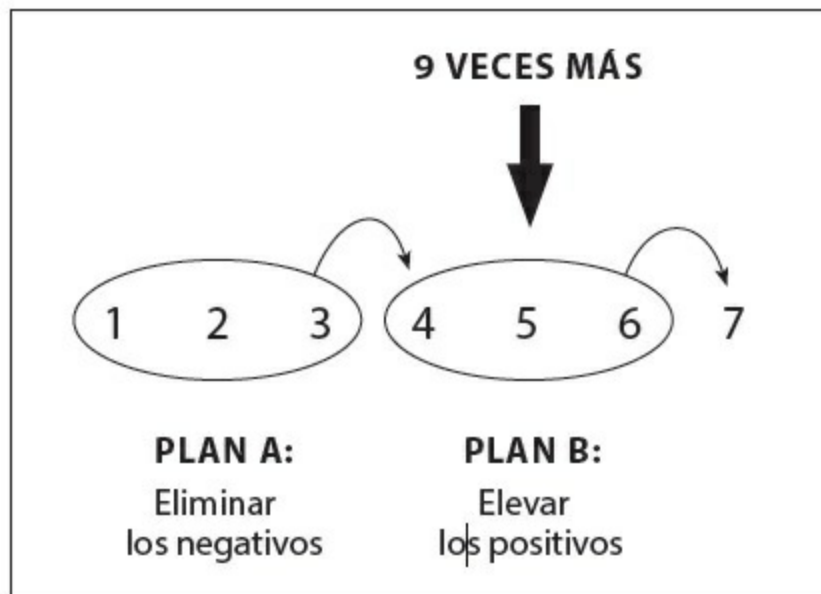 9 VECES MÁS
1 2 3 4 5 6 7
PLAN A: PLAN B:
Eliminar Elevar
los negativos los positivos